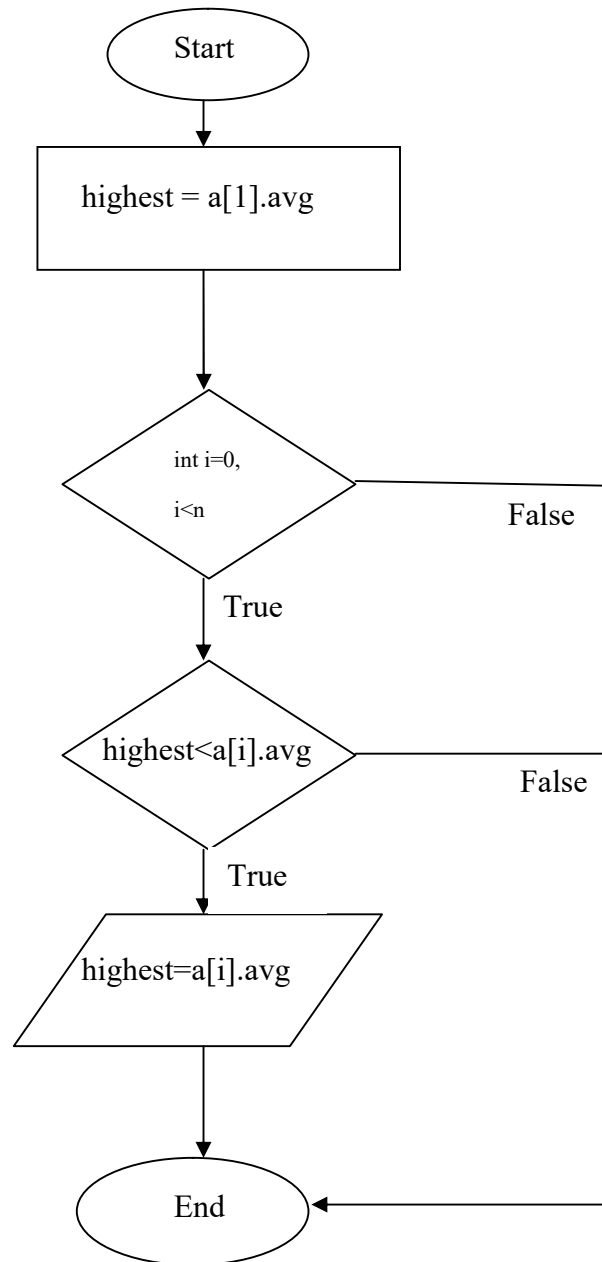 Start
highest = a[1].avg
int i=0,
i<n
False
True
highest<a[i].avg
False
True
highest=a[i].avg
End